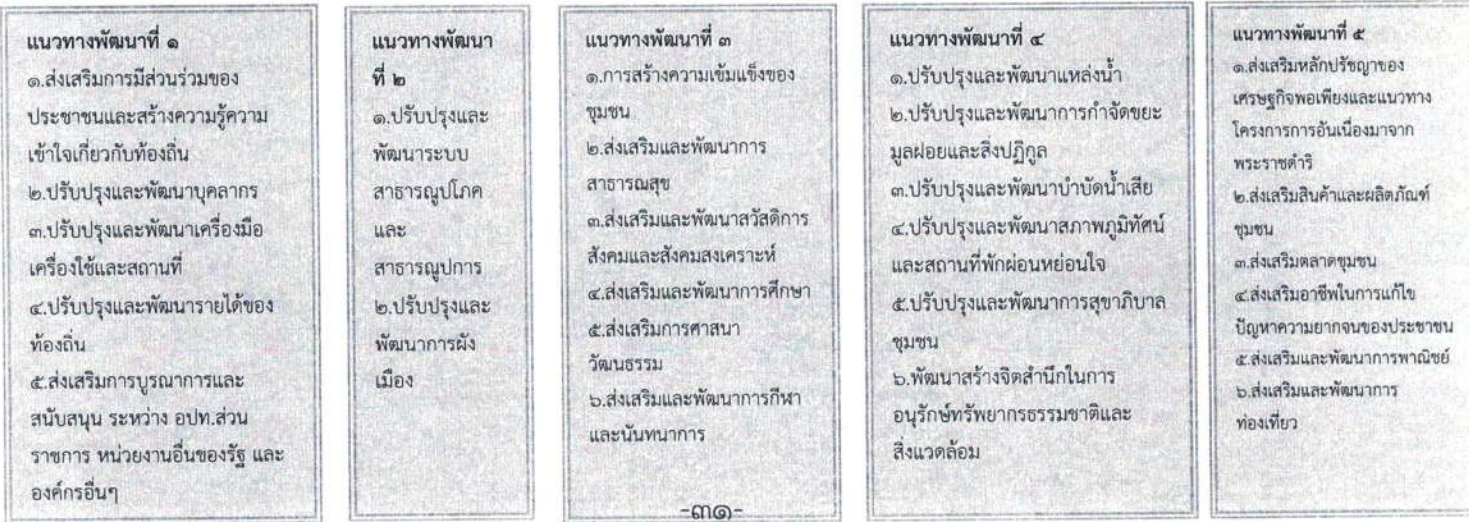 แนวทางพัฒนาที่ ๑
๑.ส่งเสริมการมีส่วนร่วมของ
ประชาชนและสร้างความรู้ความ
เข้าใจเกี่ยวกับท้องถิ่น
๒.ปรับปรุงและพัฒนาบุคลากร
๓.ปรับปรุงและพัฒนาเครื่องมือ
เครื่องใช้และสถานที่
๔.ปรับปรุงและพัฒนารายได้ของ
ท้องถิ่น
๕.ส่งเสริมการบูรณาการและ
สนับสนุน ระหว่าง อปท.ส่วน
ราชการ หน่วยงานอื่นของรัฐ และ
องค์กรอื่นๆ
แนวทางพัฒนา
ที่ ๒
๑.ปรับปรุงและ
พัฒนาระบบ
สาธารณุปโภค
และ
สาธารณุปการ
๒.ปรับปรุงและ
พัฒนาการผัง
เมือง
แนวทางพัฒนาที่ ๓
๑.การสร้างความเข้มแข็งของ
ชุมชน
๒.ส่งเสริมและพัฒนาการ
สาธารณสุข
๓.ส่งเสริมและพัฒนาสวัสดิการ
สังคมและสังคมสงเคราะห์
๔.ส่งเสริมและพัฒนาการศึกษา
๕.ส่งเสริมการศาสนา
วัฒนธรรม
๖.ส่งเสริมและพัฒนาการกีฬา
และนันทนาการ
แนวทางพัฒนาที่ ๔
๑.ปรับปรุงและพัฒนาแหล่งน้ำ
๒.ปรับปรุงและพัฒนาการกำจัดขยะ
มูลฝอยและสิ่งปฏิกูล
๓.ปรับปรุงและพัฒนาบำบัดน้ำเสีย
๔.ปรับปรุงและพัฒนาสภาพภูมิทัศน์
และสถานที่พักผ่อนหย่อนใจ
๕.ปรับปรุงและพัฒนาการสุขาภิบาล
ชุมชน
๖.พัฒนาสร้างจิตสำนึกในการ
อนุรักษ์ทรัพยากรธรรมชาติและ
สิ่งแวดล้อม
แนวทางพัฒนาที่ ๕
๑.ส่งเสริมหลักปรัชญาของ
เศรษฐกิจพอเพียงและแนวทาง
โครงการการอันเนื่องมาจาก
พระราชดำริ
๒.ส่งเสริมสินค้าและผลิตภัณฑ์
ชุมชน
๓.ส่งเสริมตลาดชุมชน
๔.ส่งเสริมอาชีพในการแก้ไข
ปัญหาความยากจนของประชาชน
๕.ส่งเสริมและพัฒนาการพาณิชย์
๖.ส่งเสริมและพัฒนาการ
ท่องเที่ยว
-๓๑-